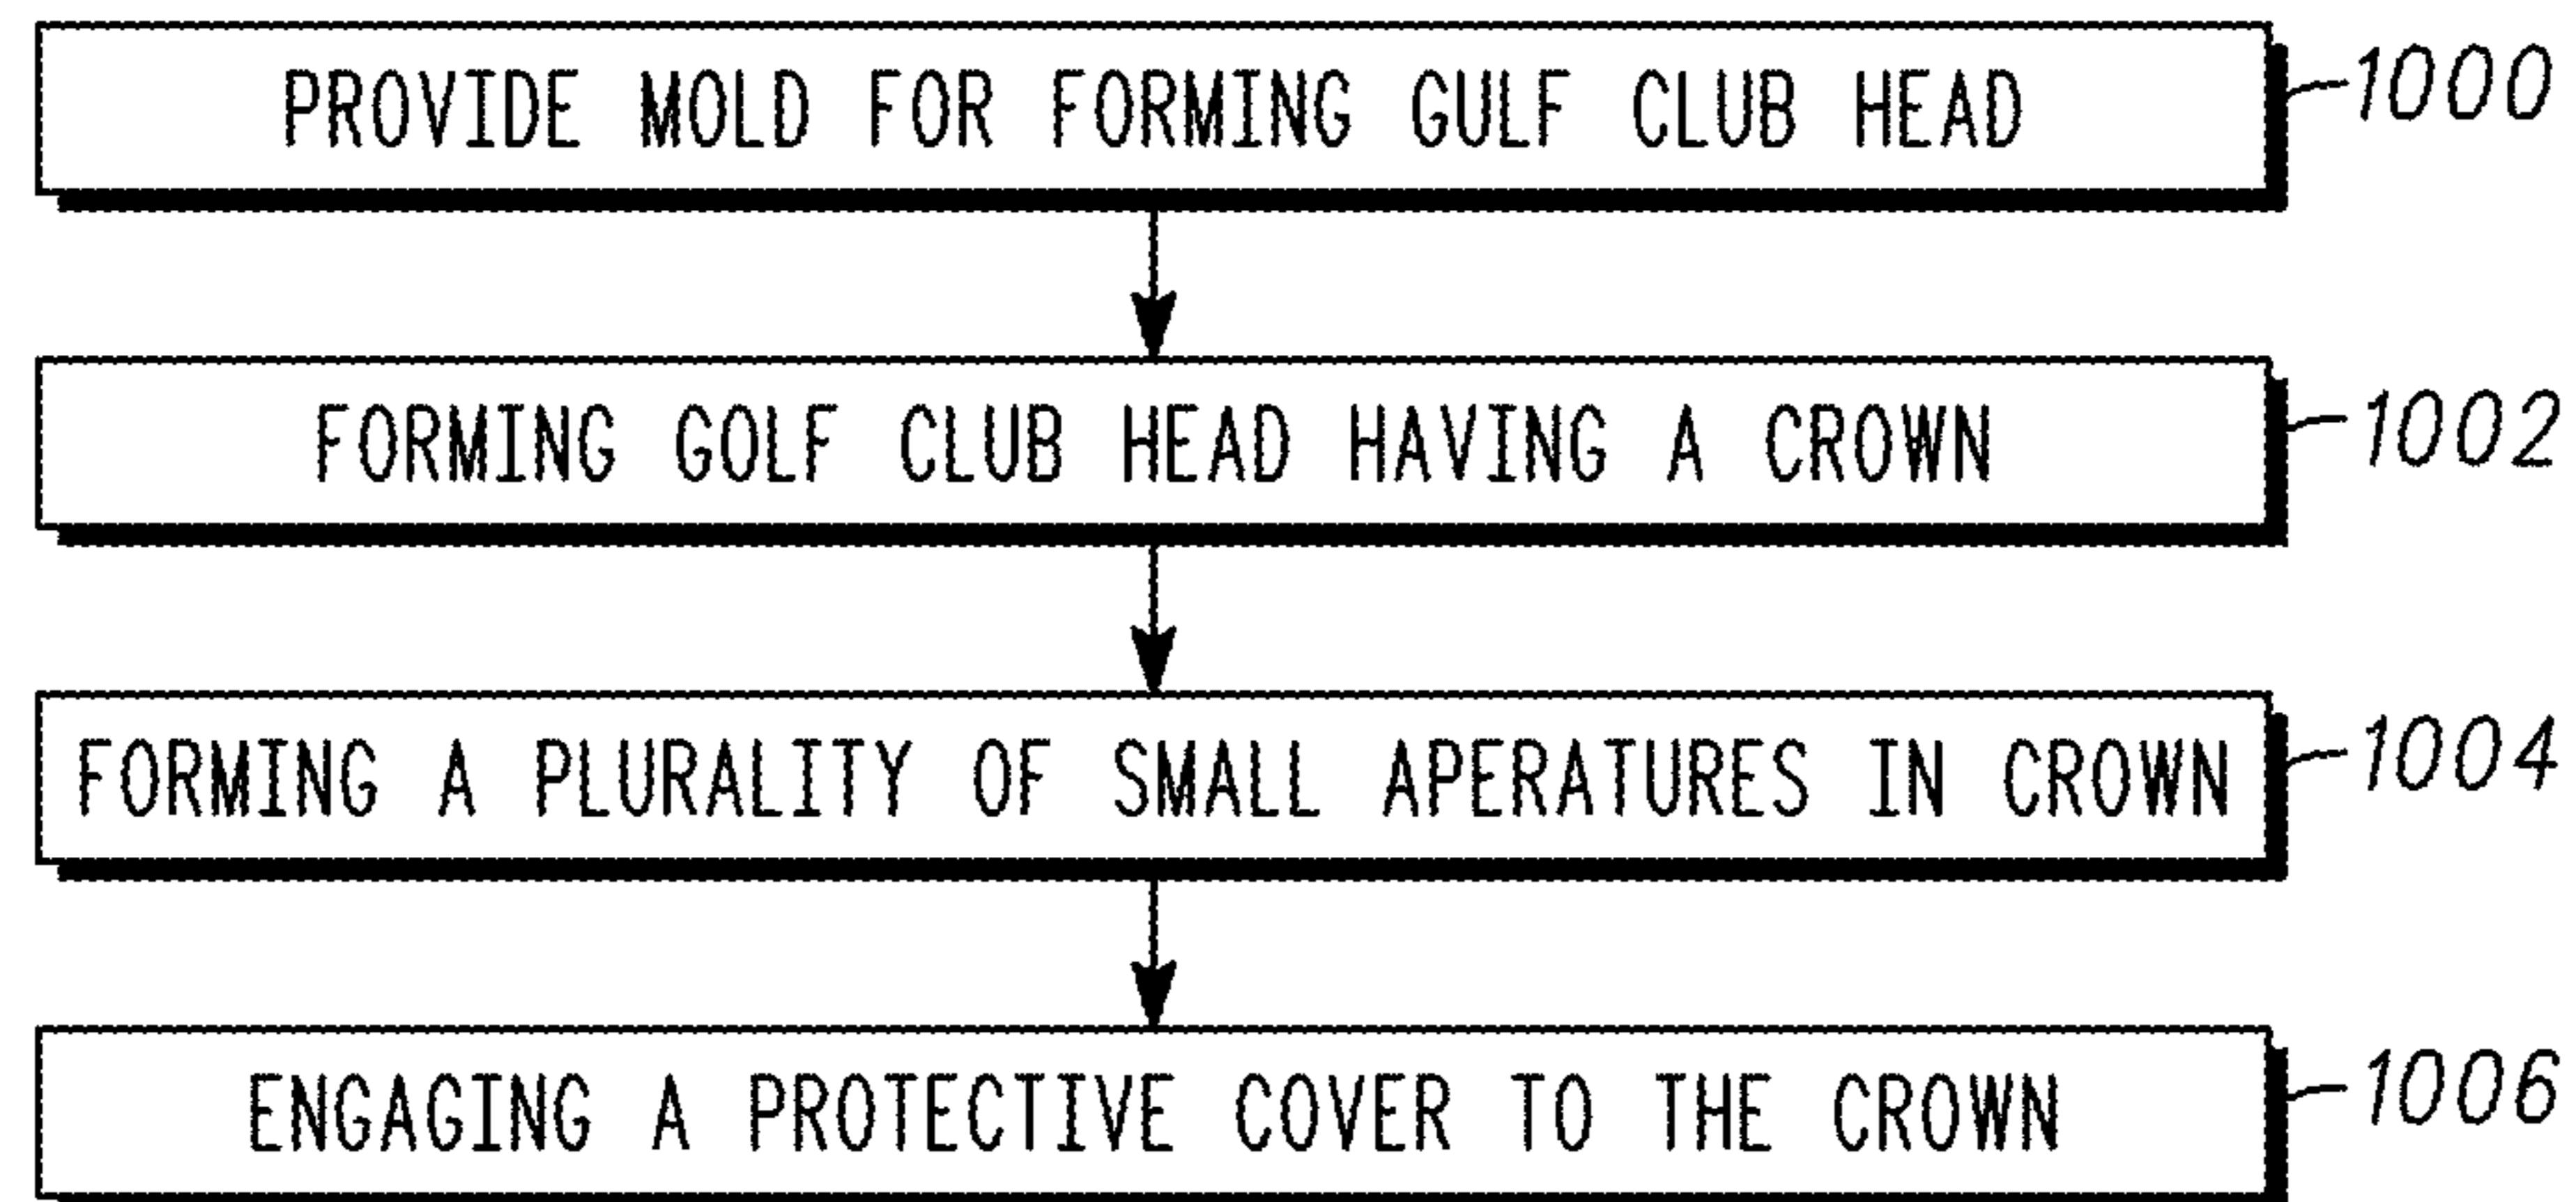 PROVIDE MOLD FOR FORMING GULF CLUB HEAD 1000
FORMING GOLF CLUB HEAD HAVING A CROWN 1002
FORMING A PLURALITY OF SMALL APERATURES IN CROWN 1004
ENGAGING A PROTECTIVE COVER TO THE CROWN 1006